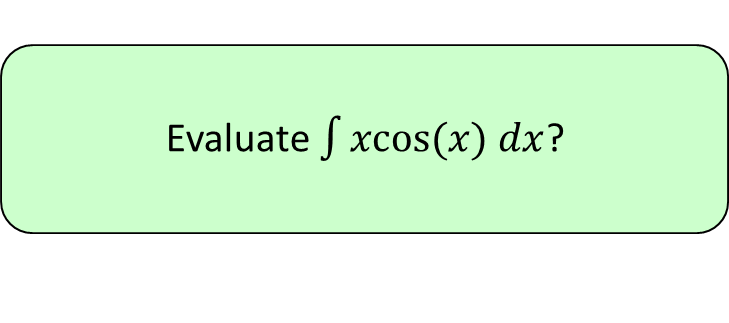 Evaluate ∫ 𝑥cos(𝑥) 𝑑𝑥?